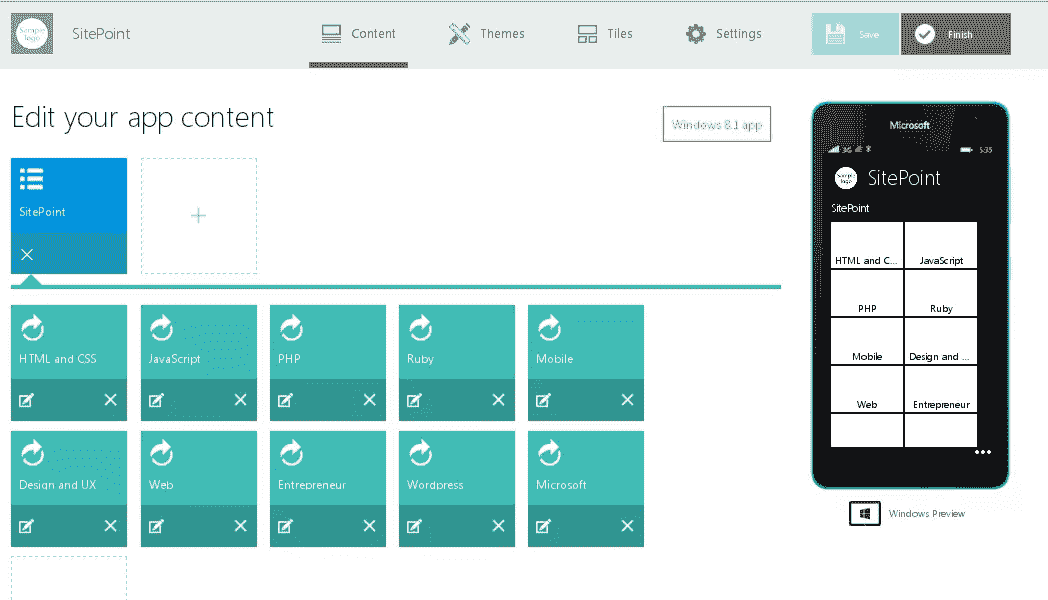 Sample logo
SitePoint
Content
Themes
Tiles
Settings
Save
Finish
Edit your app content
Windows 8.1 app
SitePoint
HTML and CSS
JavaScript
PHP
Ruby
Mobile
Design and UX
Web
Entrepreneur
Wordpress
Microsoft
Microsoft
3G
5:35
Sample logo
SitePoint
SitePoint
HTML and C...
JavaScript
PHP
Ruby
Mobile
Design and ...
Web
Entrepreneur
Windows Preview